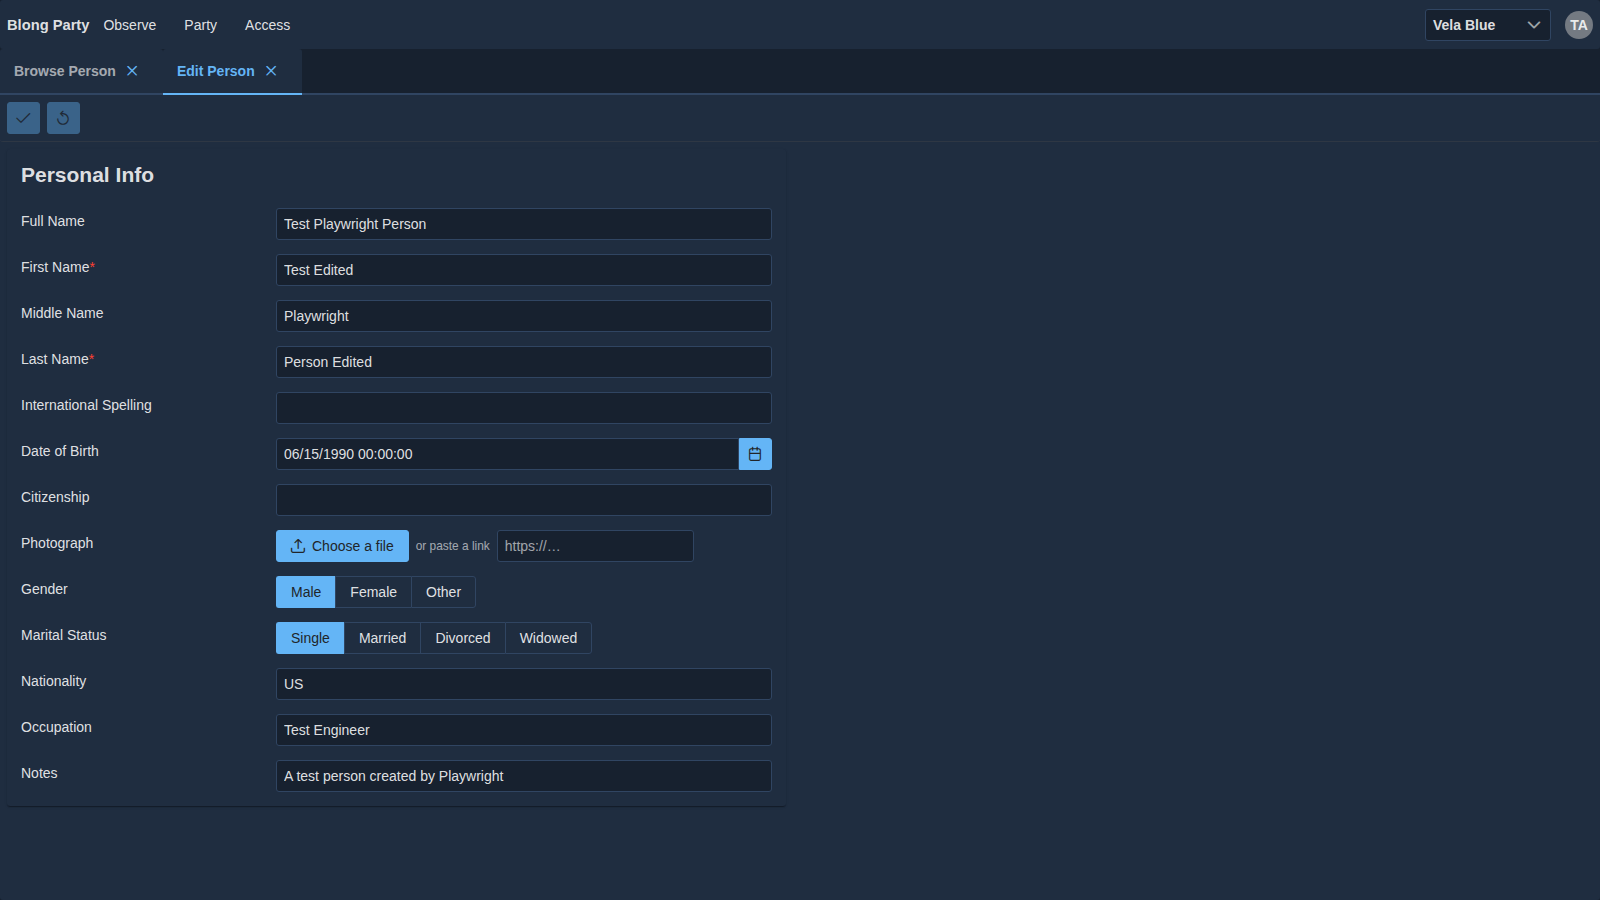 Blong Party Observe Party Access Vela Blue TA
Browse Person Edit Person
Personal Info
Full Name Test Playwright Person
First Name* Test Edited
Middle Name Playwright
Last Name* Person Edited
International Spelling
Date of Birth 06/15/1990 00:00:00
Citizenship
Photograph Choose a file or paste a link https://…
Gender Male Female Other
Marital Status Single Married Divorced Widowed
Nationality US
Occupation Test Engineer
Notes A test person created by Playwright